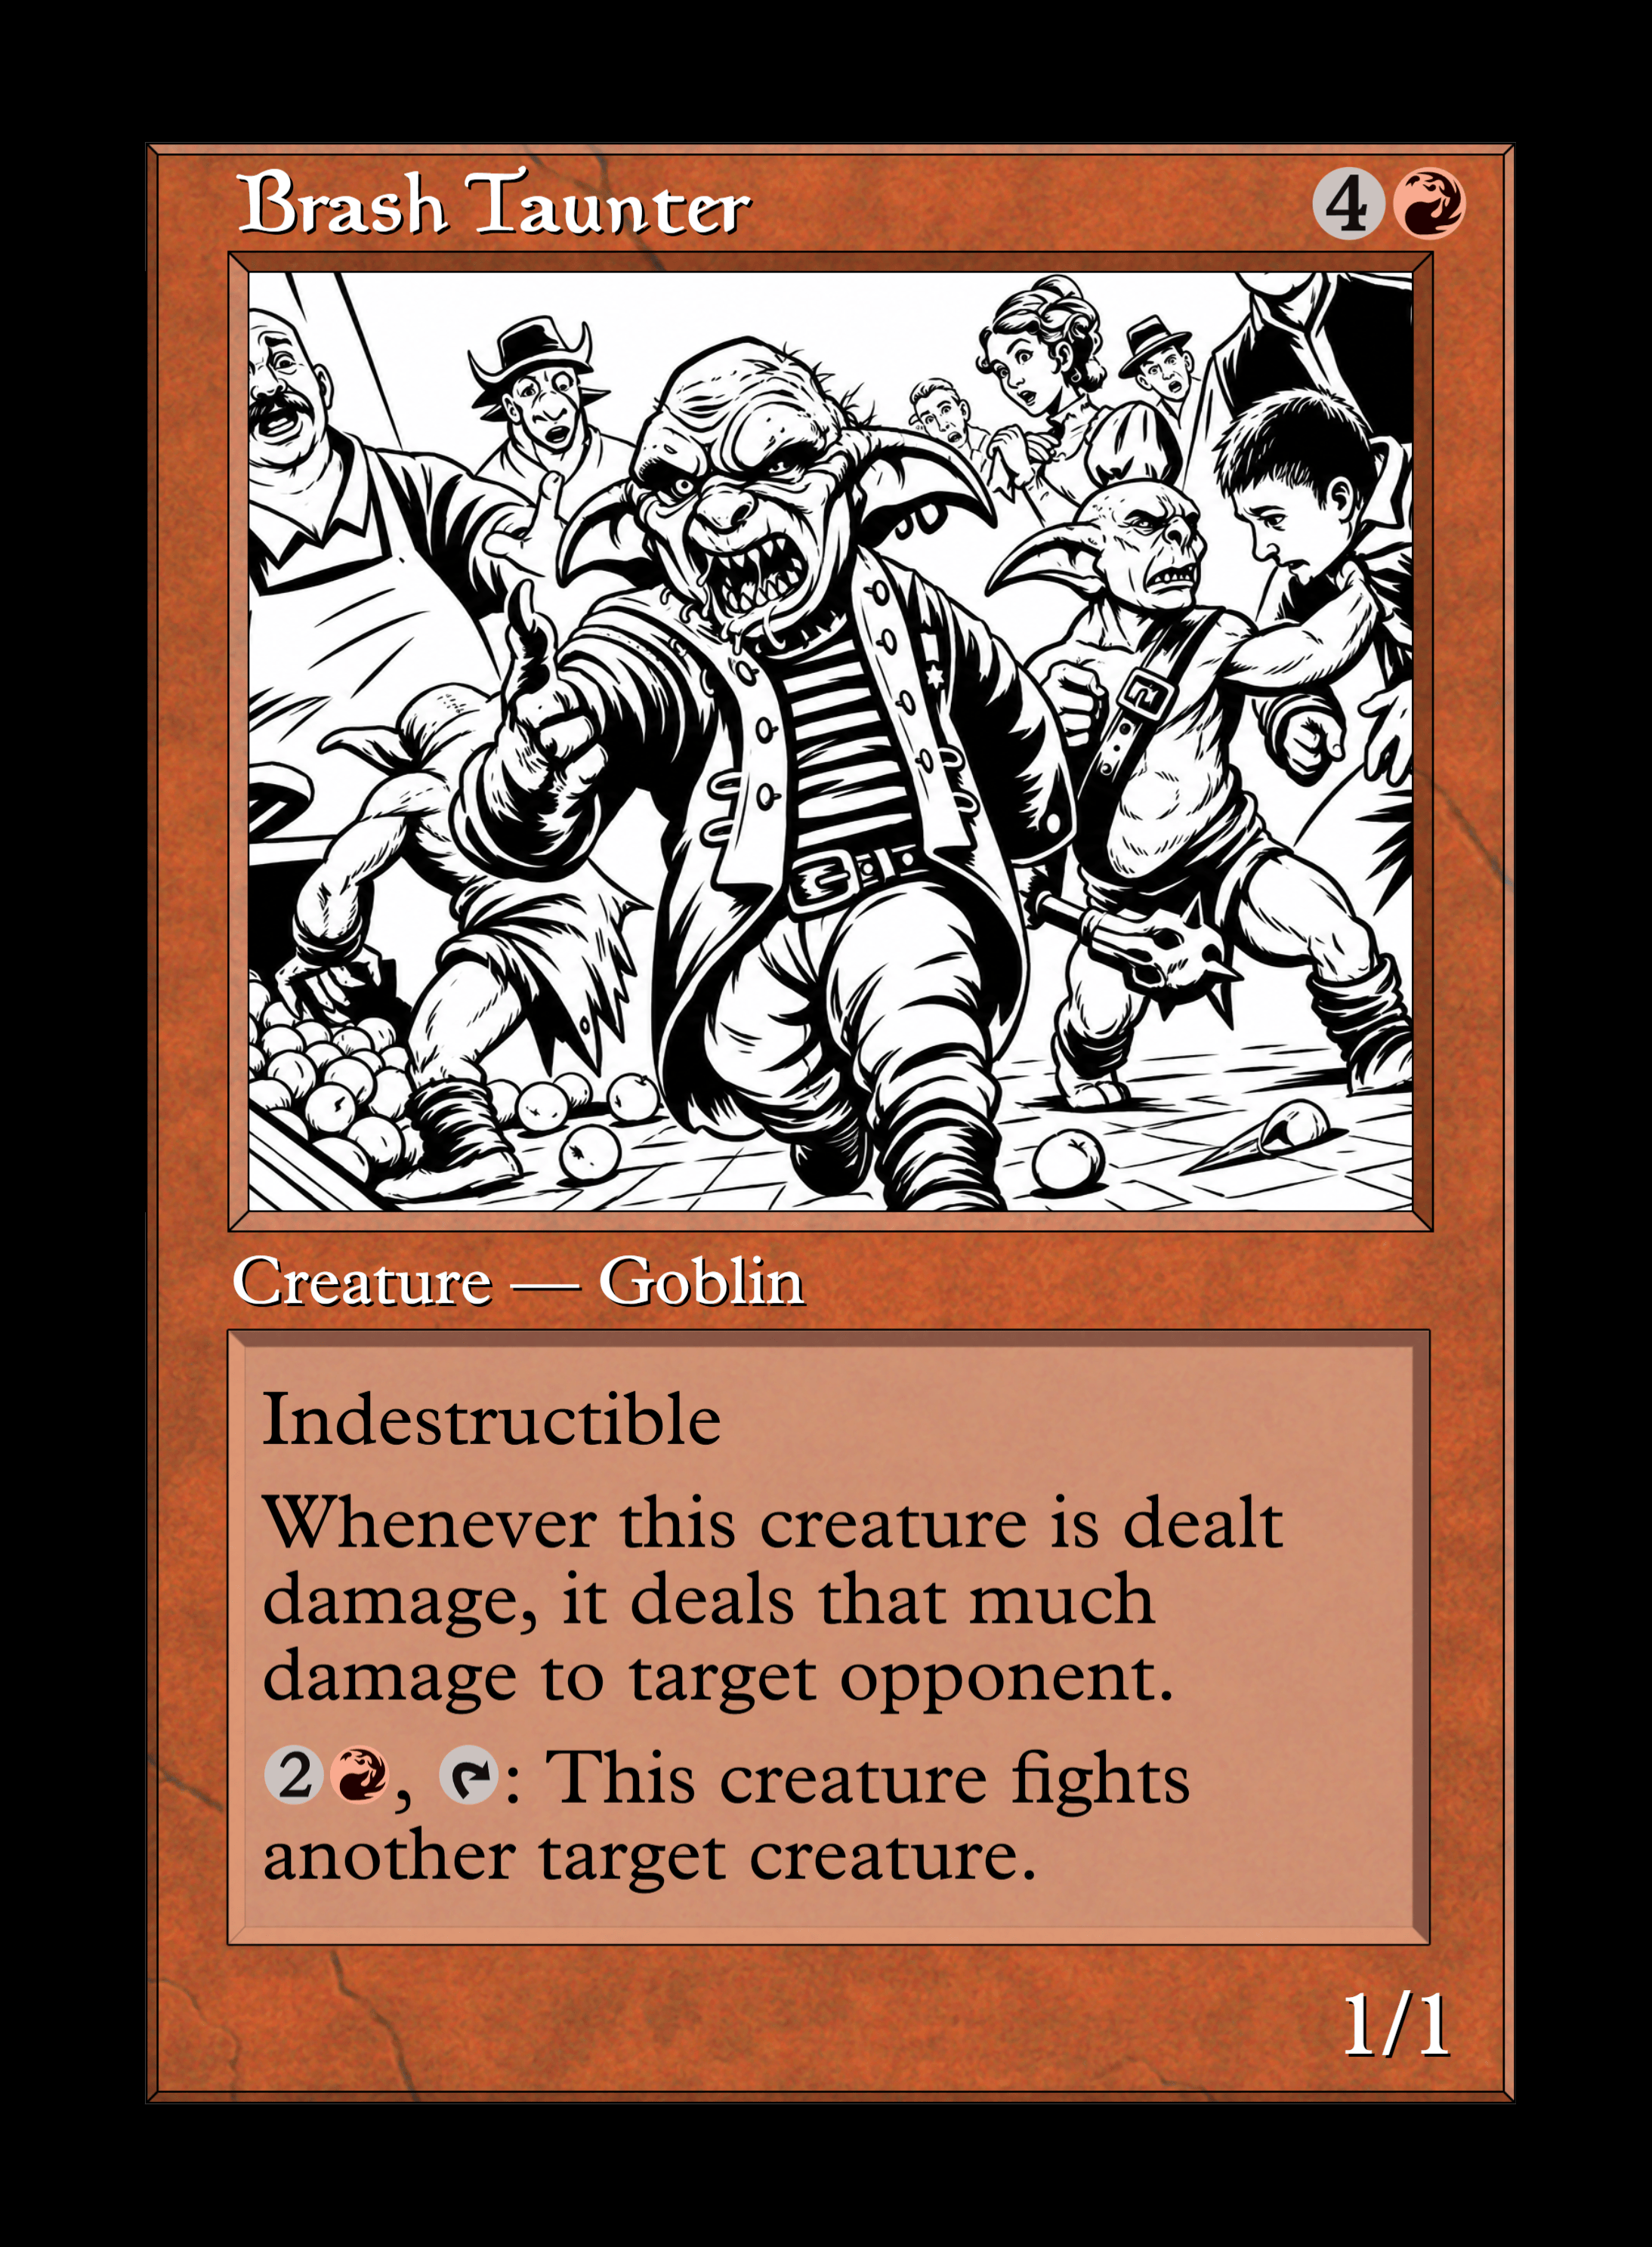 Brash Taunter 4
Creature — Goblin
Indestructible
Whenever this creature is dealt
damage, it deals that much
damage to target opponent.
2, : This creature fights
another target creature.
1/1